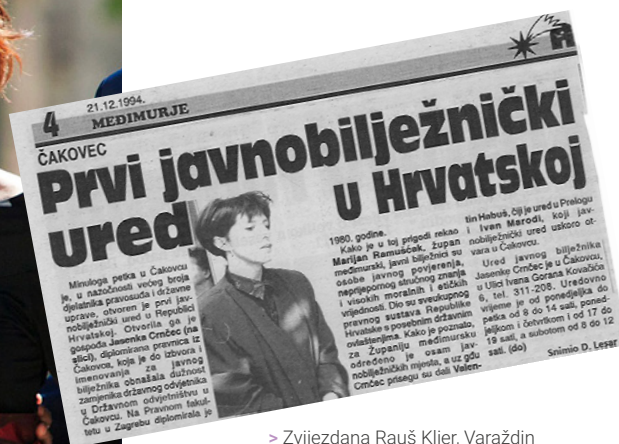 4
21.12.1994.
MEĐIMURJE
ČAKOVEC
Prvi javnobilježnički
ured
u Hrvatskoj
Minuloga petka u Čakovcu
je, u nazočnosti većeg broja
djelatnika pravosuđa i državne
uprave, otvoren je prvi jav-
nobilježnički ured u Republici
Hrvatskoj. Otvorila ga je
gospođa Jasenka Crnčec (na
slici), diplomirana pravnica iz
Čakovca, koja je do izbvora i
imenovanja za javnog
bilježnika obnašala dužnost
zamjenika državnog odvjetnika
u Državnom odvjetništvu u
Čakovcu. Na Pravnom fakul-
tetu u Zagrebu diplomirala je
1980. godine.
Kako je u toj prigodi rekao
Marijan Ramušćak, župan
međimurski, javni bilježnici su
osobe javnog povjerenja,
neprijepornog stručnog znanja
i visokih moralnih i etičkih
vrijednosti. Dio su sveukupnog
pravnog sustava Republike
Hrvatske s posebnim državnim
ovlaštenjima. Kako je poznato,
za Županiju međimursku
određeno je osam jav-
nobilježničkih mjesta, a uz gđu
Crnčec prisegu su dali Valen-
tin Habuš, čiji je ured u Prelogu
i Ivan Marodi, koji jav-
nobilježnički ured uskoro ot-
vara u Čakovcu.
Ured javnog bilježnika
Jasenke Crnčec je u Čakovcu,
u Ulici Ivana Gorana Kovačića
6, tel. 311-208. Uredovno
vrijeme je od ponedjeljka do
petka od 8 do 14 sati, poned-
jeljkom i četvrtkom i od 17 do
19 sati, a subotom od 8 do 12
sati. (do)
Snimio D. Lesar
> Zvjezdana Rauš Klier, Varaždin